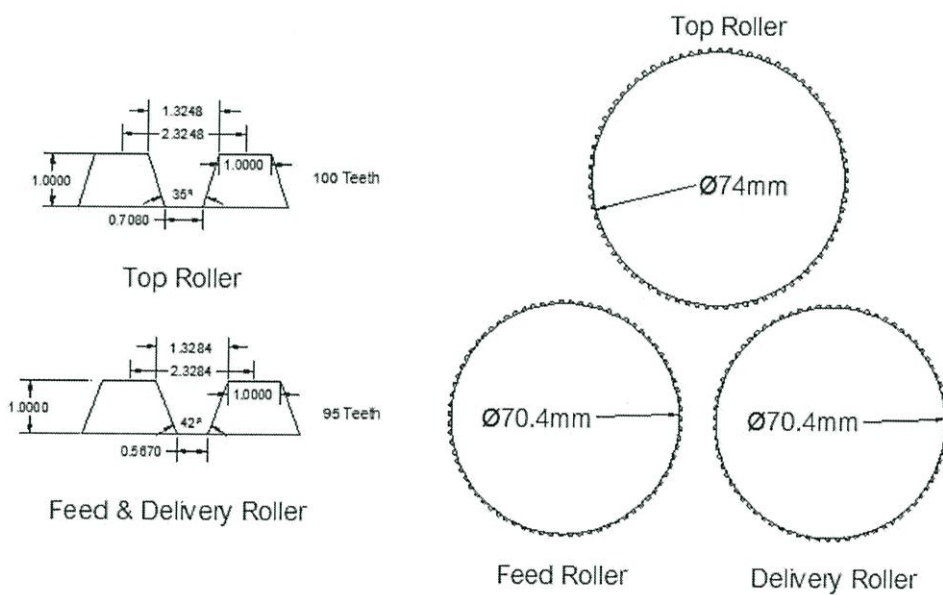 Top Roller
1.3248
2.3248
1.0000
1.0000
35°
100 Teeth
0.7080
Top Roller
Ø74mm
1.3284
2.3284
1.0000
1.0000
42°
95 Teeth
0.5670
Feed & Delivery Roller
Ø70.4mm
Ø70.4mm
Feed Roller
Delivery Roller